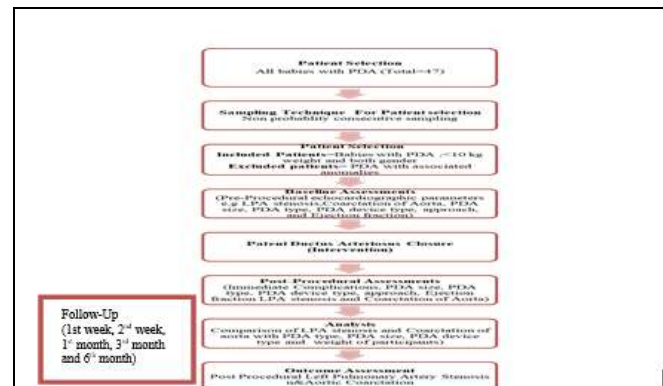 Patient Selection
All babies with PDA (Total=47)
Sampling Technique For Patient selection
Non probablity consecutive sampling
Patient Selection
Included Patients=Babies with PDA ,<10 kg
weight and both gender
Excluded patients= PDA with associated
anomalies
Baseline Assessments
(Pre-Procedural echocardiographic parameters
e.g LPA stenosis,Coarctation of Aorta, PDA
size, PDA type, PDA device type, approach,
and Ejection fraction)
Patent Ductus Arteriosus Closure
(Intervention)
Post-Procedural Assessments
(Immediate Complications, PDA size, PDA
type, PDA device type, approach, Ejection
fraction LPA stenosis and Coarctation of Aorta)
Analysis
Comparison of LPA stenosis and Coarctation of
aorta with PDA type, PDA size, PDA device
type and weight of participants)
Outcome Assessment
Post Procedural Left Pulmonary Artery Stenosis
n&Aortic Coarctation
Follow-Up
(1st week, 2nd week,
1st month, 3rd month
and 6th month)